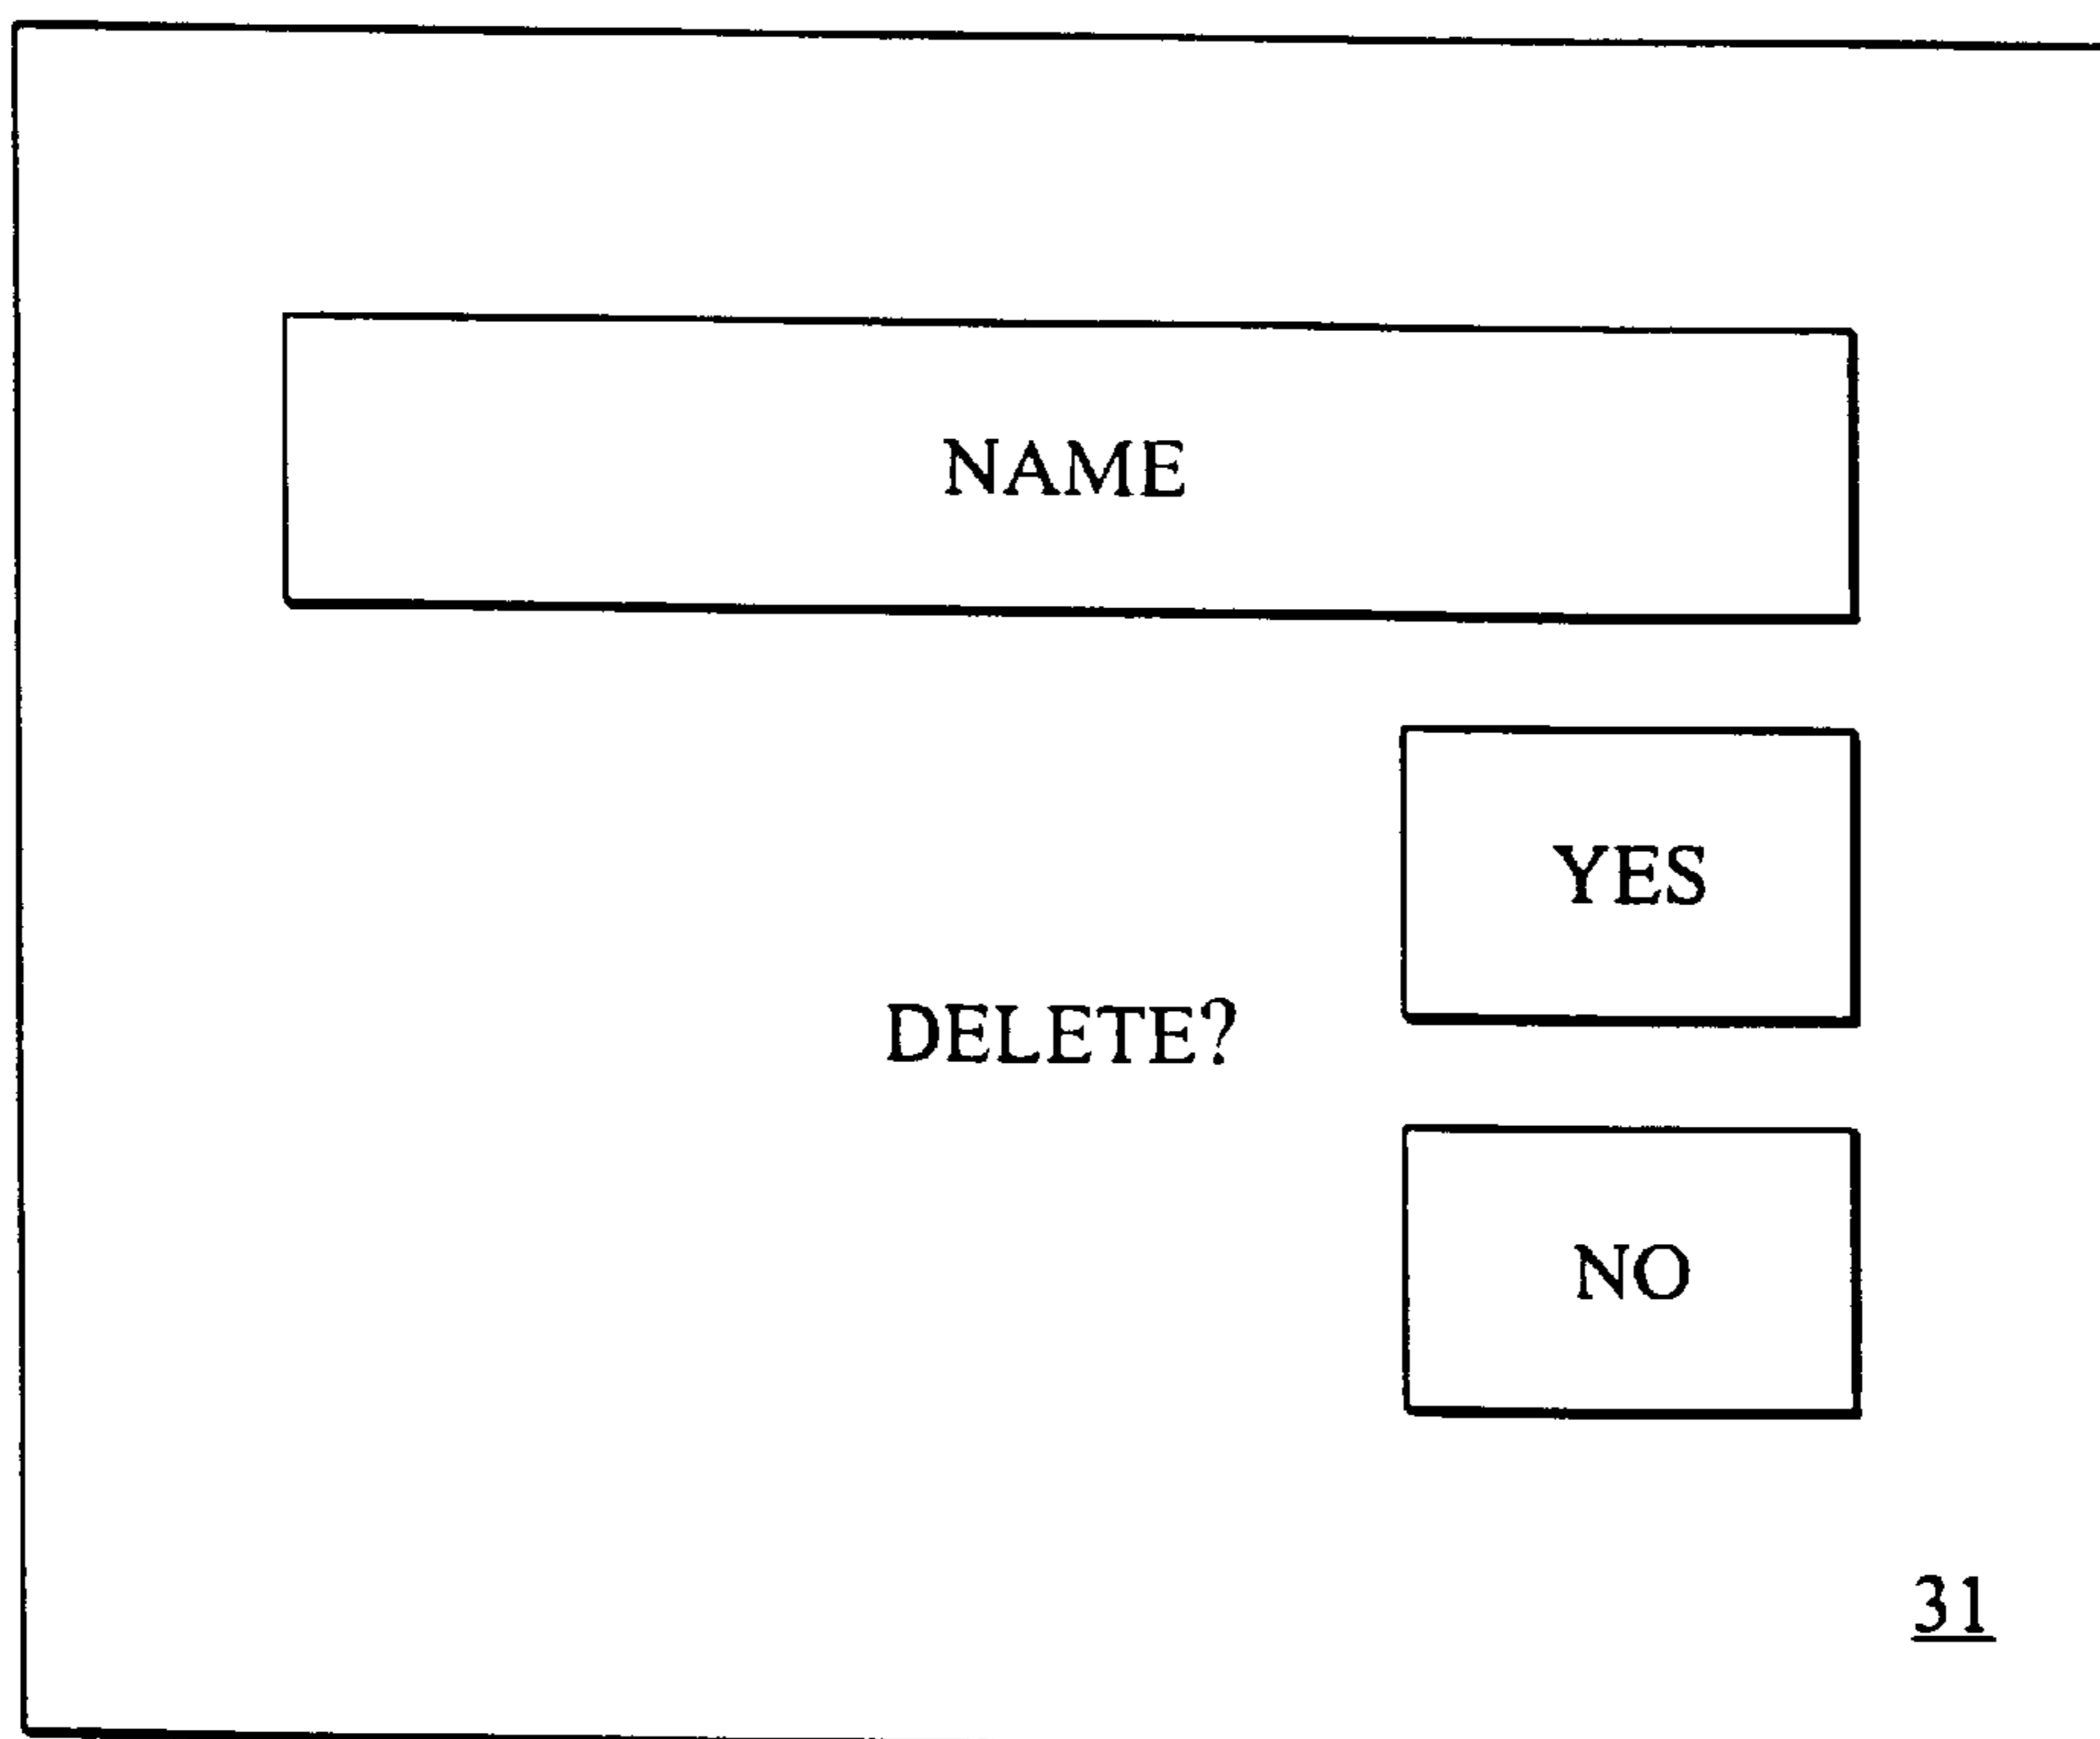 NAME
YES
DELETE?
NO
31